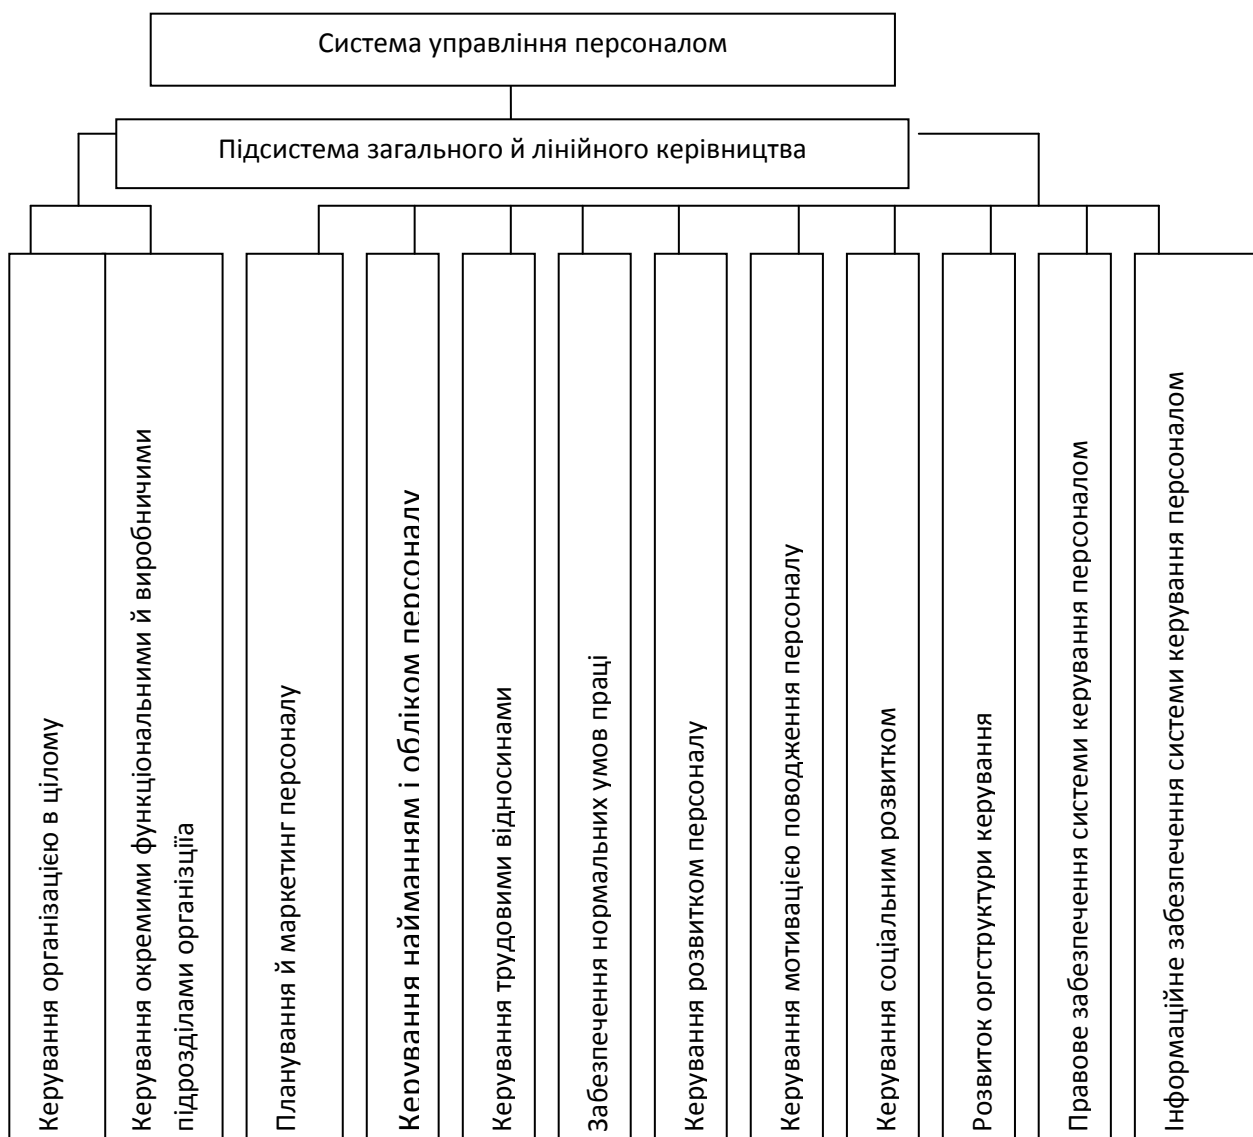 Система управління персоналом
Підсистема загального й лінійного керівництва
Керування організацією в цілому
Керування окремими функціональними й виробничими
підрозділами організціїа
Планування й маркетинг персоналу
Керування найманням і обліком персоналу
Керування трудовими відносинами
Забезпечення нормальних умов праці
Керування розвитком персоналу
Керування мотивацією поводження персоналу
Керування соціальним розвитком
Розвиток оргструктури керування
Правове забезпечення системи керування персоналом
Інформаційне забезпечення системи керування персоналом